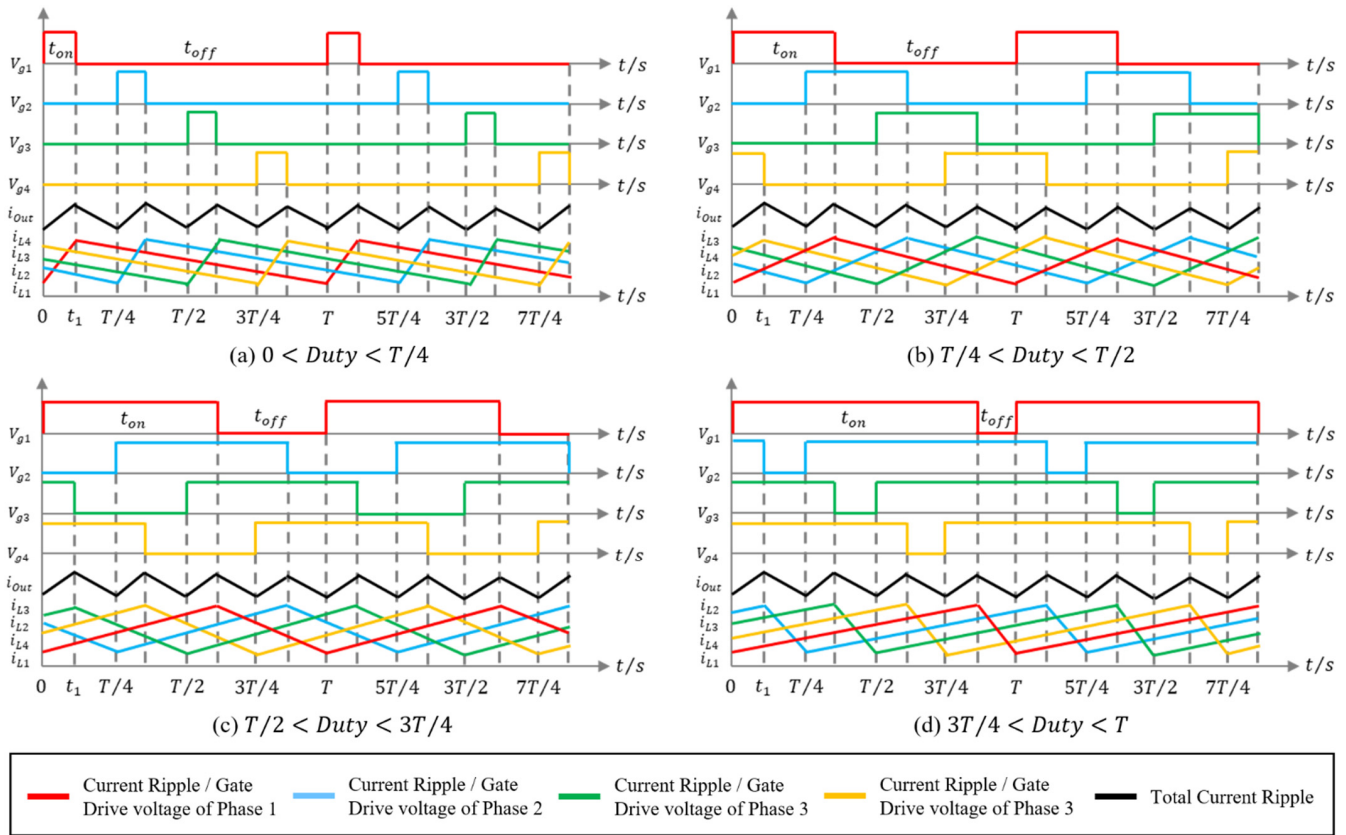 t_on t_off
V_g1 t/s
V_g2 t/s
V_g3 t/s
V_g4 t/s
i_Out
i_L4
i_L3
i_L2
i_L1 t/s
0 t_1 T/4 T/2 3T/4 T 5T/4 3T/2 7T/4
(a) 0 < Duty < T/4
t_on t_off
V_g1 t/s
V_g2 t/s
V_g3 t/s
V_g4 t/s
i_Out
i_L3
i_L4
i_L2
i_L1 t/s
0 t_1 T/4 T/2 3T/4 T 5T/4 3T/2 7T/4
(b) T/4 < Duty < T/2
t_on t_off
V_g1 t/s
V_g2 t/s
V_g3 t/s
V_g4 t/s
i_Out
i_L3
i_L2
i_L4
i_L1 t/s
0 t_1 T/4 T/2 3T/4 T 5T/4 3T/2 7T/4
(c) T/2 < Duty < 3T/4
t_on t_off
V_g1 t/s
V_g2 t/s
V_g3 t/s
V_g4 t/s
i_Out
i_L2
i_L3
i_L4
i_L1 t/s
0 t_1 T/4 T/2 3T/4 T 5T/4 3T/2 7T/4
(d) 3T/4 < Duty < T
Current Ripple / Gate
Drive voltage of Phase 1
Current Ripple / Gate
Drive voltage of Phase 2
Current Ripple / Gate
Drive voltage of Phase 3
Current Ripple / Gate
Drive voltage of Phase 3
Total Current Ripple